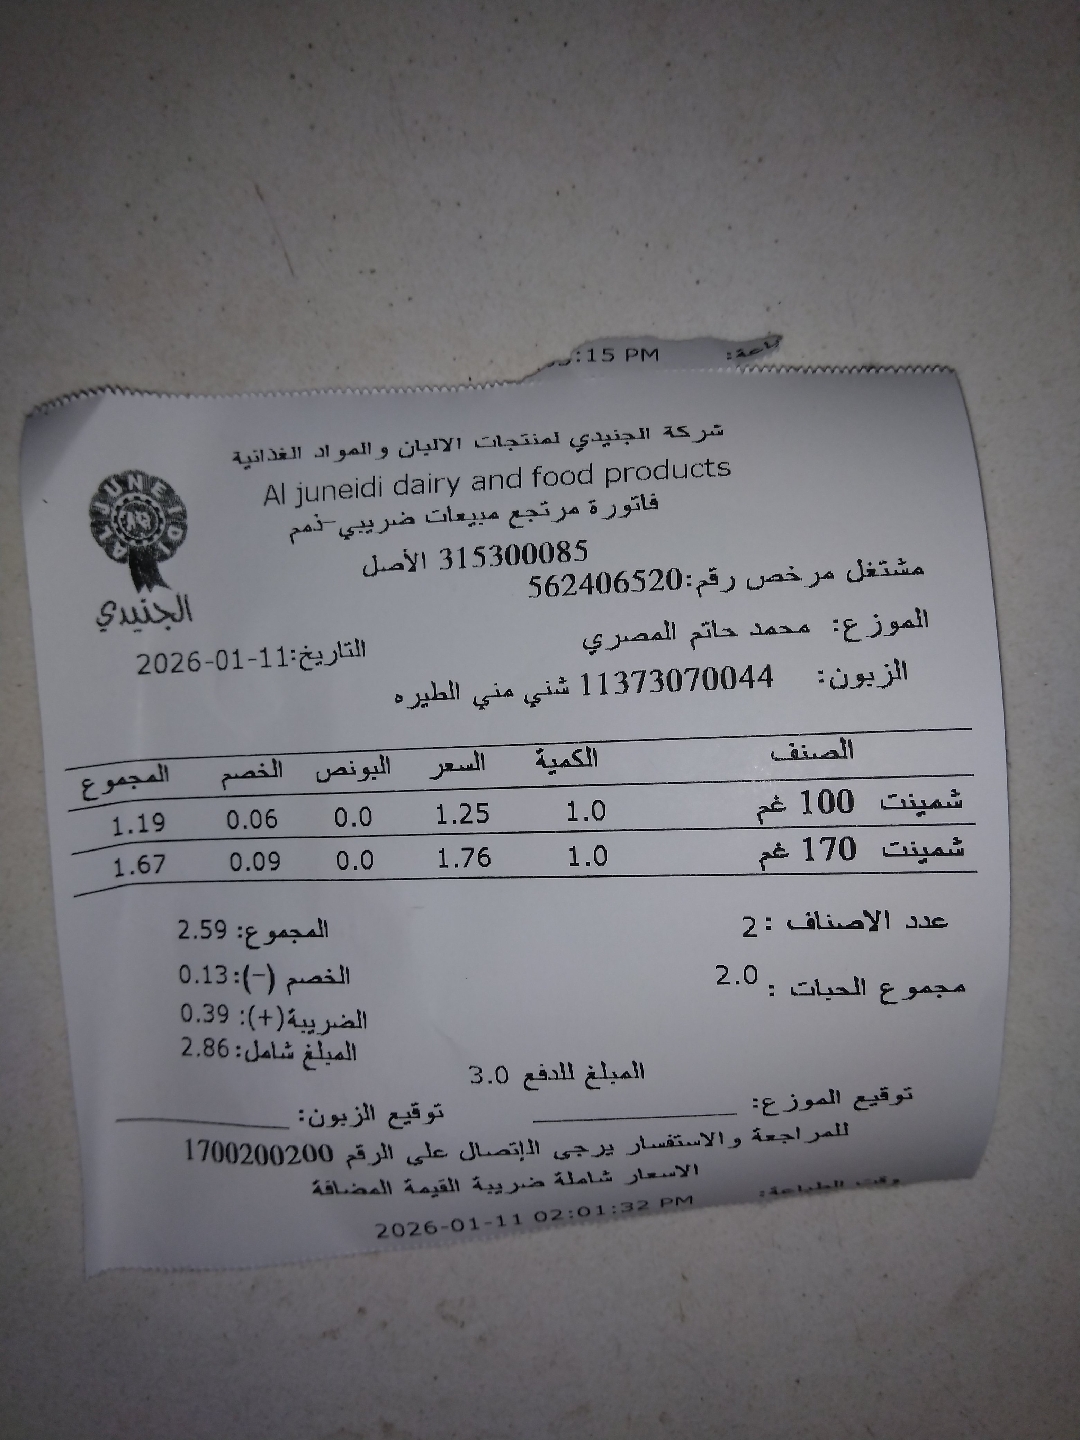 :15 PM
شركة الجنيدي لمنتجات الالبان والمواد الغذائية
Al juneidi dairy and food products
فاتورة مرتجع مبيعات ضريبي-ذمم
315300085 الأصل
AL JUNEIDI
الجنيدي
مشتغل مرخص رقم:562406520
الموزع: محمد حاتم المصري
التاريخ:2026-01-11
الزبون: 11373070044 شني مني الطيره
الصنف الكمية السعر البونص الخصم المجموع
شمينت 100 غم 1.0 1.25 0.0 0.06 1.19
شمينت 170 غم 1.0 1.76 0.0 0.09 1.67
عدد الاصناف : 2 المجموع: 2.59
مجموع الحبات : 2.0 الخصم (-):0.13
الضريبة(+): 0.39
المبلغ شامل: 2.86
المبلغ للدفع 3.0
توقيع الموزع: توقيع الزبون:
للمراجعة والاستفسار يرجى الإتصال على الرقم 1700200200
الاسعار شاملة ضريبة القيمة المضافة
وقت الطباعة: 2026-01-11 02:01:32 PM